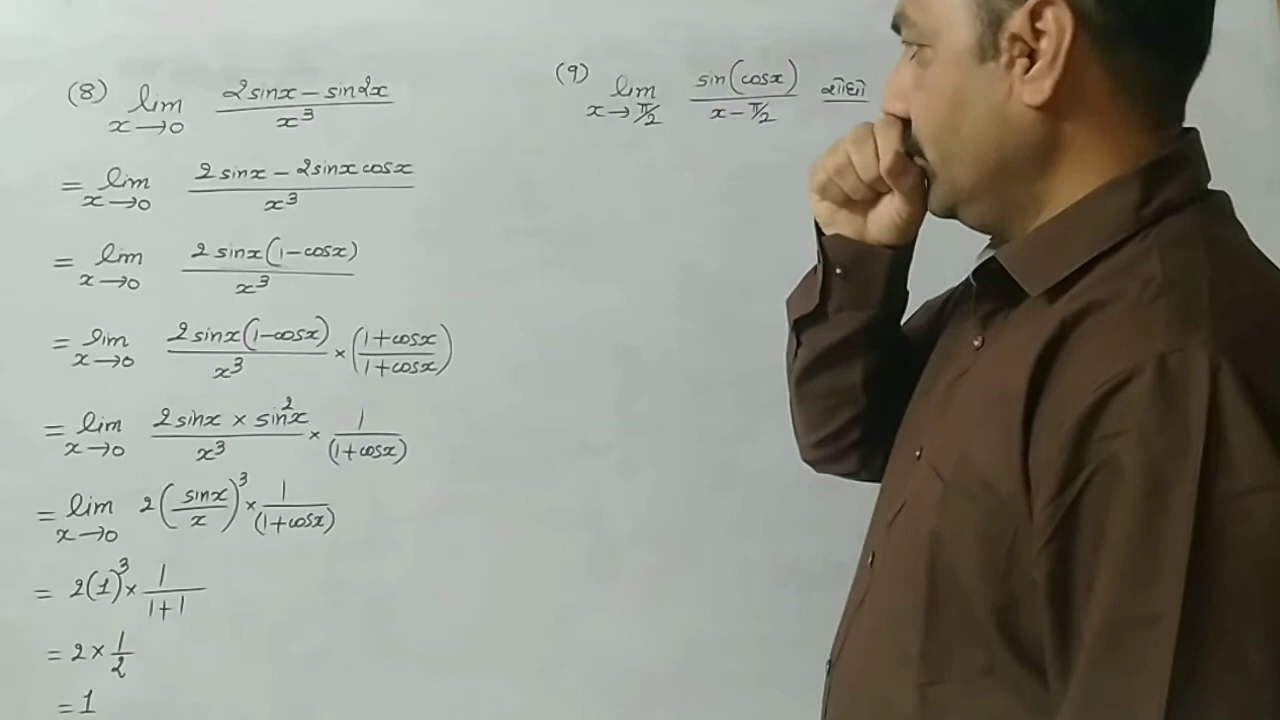 (8) lim x→0 2sinx − sin2x / x³
= lim x→0 2sinx − 2sinx cosx / x³
= lim x→0 2sinx(1−cosx) / x³
= lim x→0 2sinx(1−cosx) / x³ × (1+cosx / 1+cosx)
= lim x→0 2sinx × sin²x / x³ × 1 / (1+cosx)
= lim x→0 2(sinx / x)³ × 1 / (1+cosx)
= 2(1)³ × 1 / 1+1
= 2 × 1/2
= 1
(9) lim x→π/2 sin(cosx) / x − π/2 શોધો